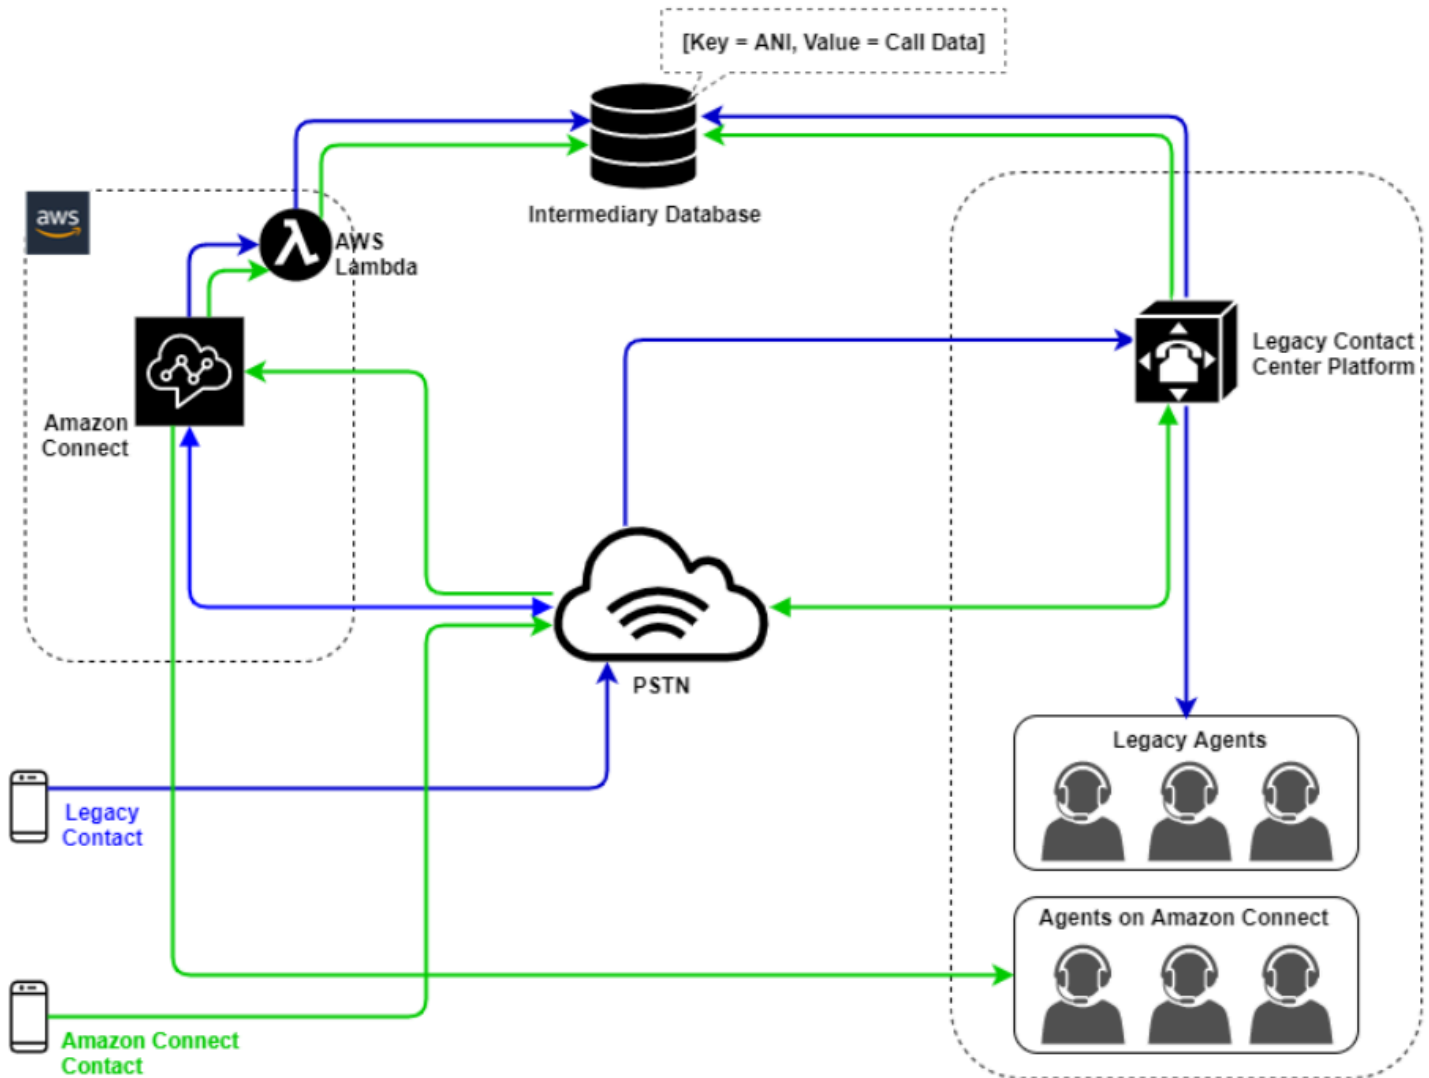 [Key = ANI, Value = Call Data]
Intermediary Database
aws
AWS
Lambda
Legacy Contact
Center Platform
Amazon
Connect
PSTN
Legacy Agents
Legacy
Contact
Agents on Amazon Connect
Amazon Connect
Contact